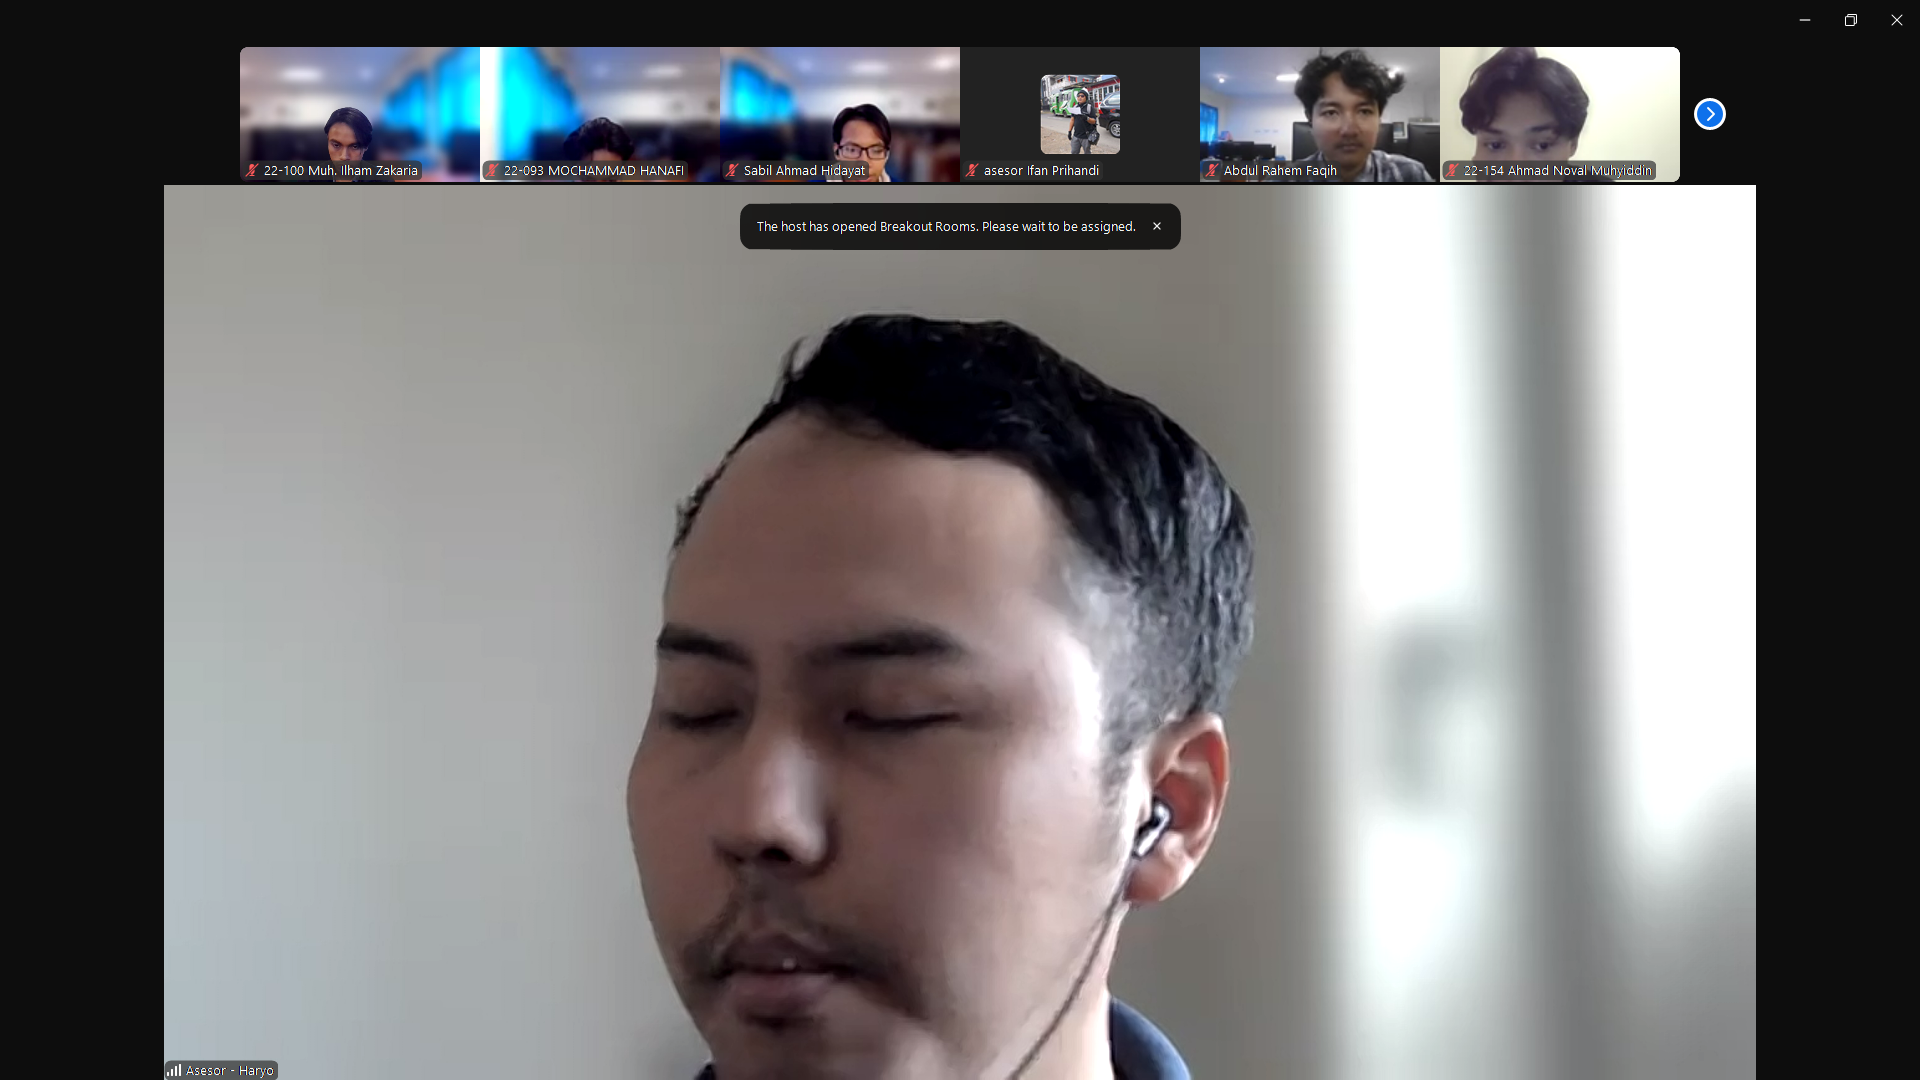 22-100 Muh. Ilham Zakaria
22-093 MOCHAMMAD HANAFI
Sabil Ahmad Hidayat
asesor Ifan Prihandi
Abdul Rahem Faqih
22-154 Ahmad Noval Muhyiddin
The host has opened Breakout Rooms. Please wait to be assigned.
Asesor - Haryo